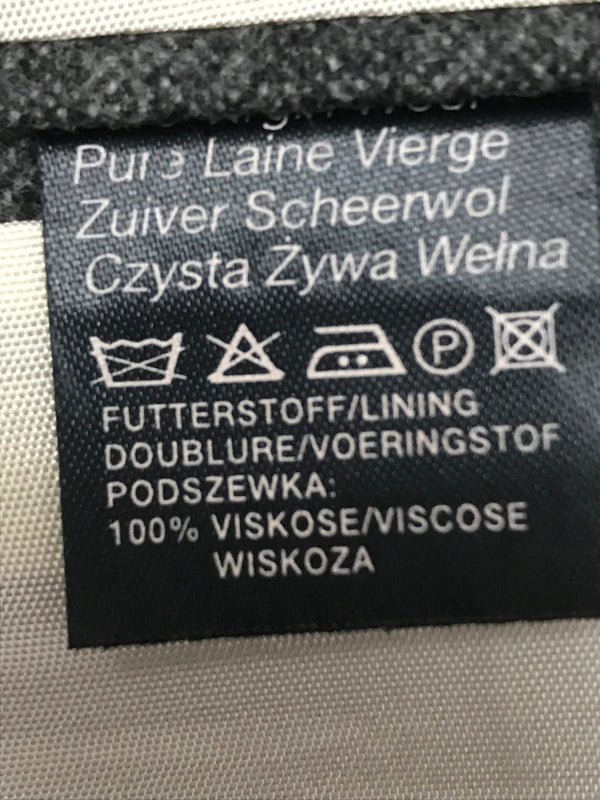 Pure Laine Vierge
Zuiver Scheerwol
Czysta Żywa Wełna
P
FUTTERSTOFF/LINING
DOUBLURE/VOERINGSTOF
PODSZEWKA:
100% VISKOSE/VISCOSE
WISKOZA